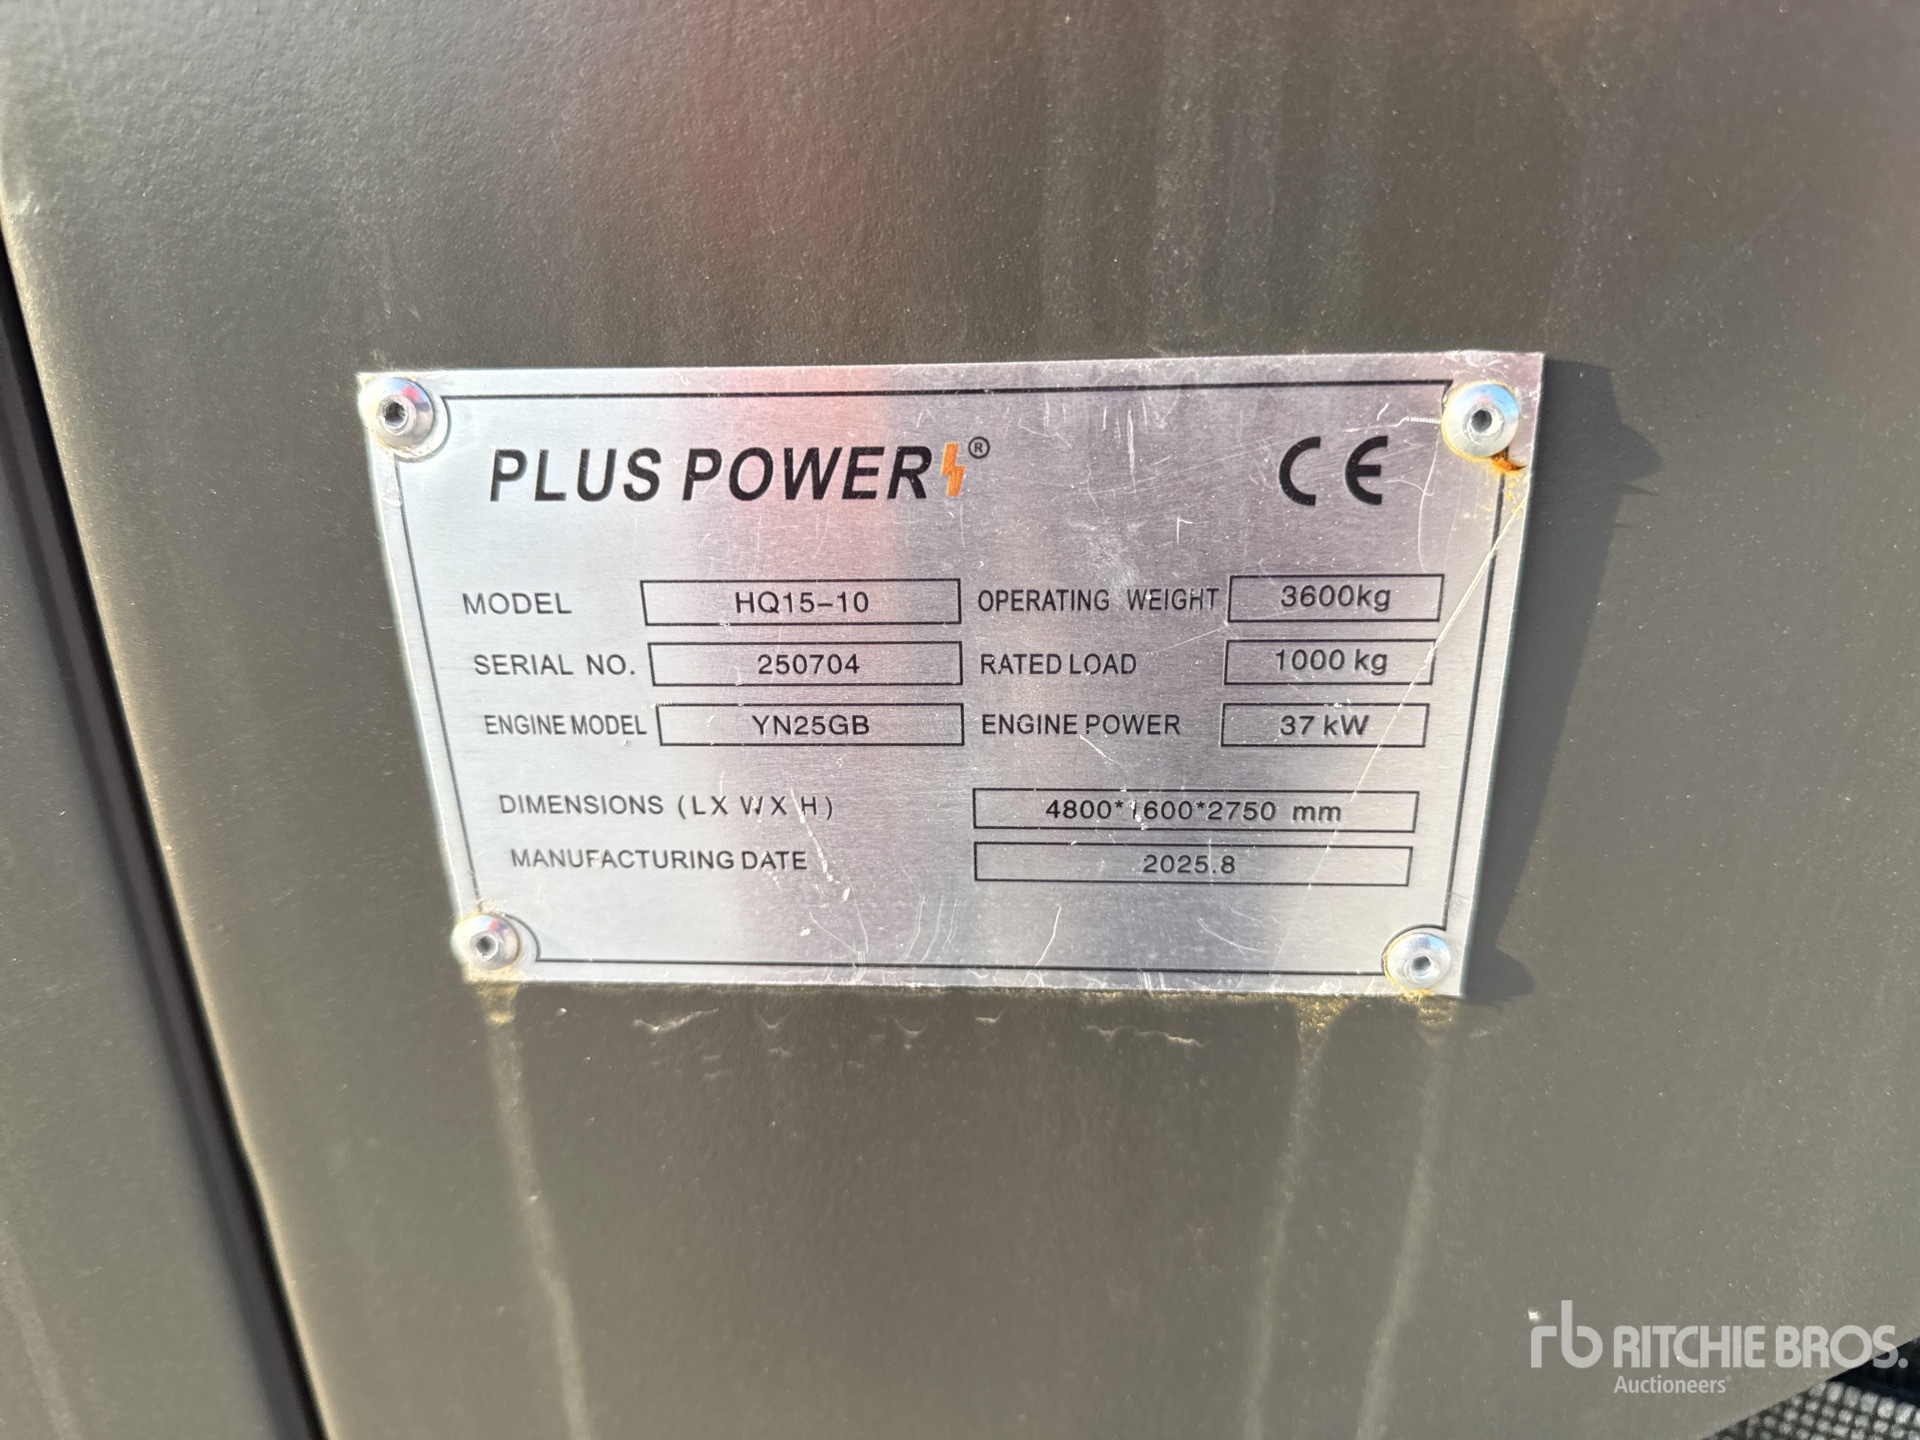 PLUS POWER ® CE
MODEL HQ15-10 OPERATING WEIGHT 3600kg
SERIAL NO. 250704 RATED LOAD 1000 kg
ENGINE MODEL YN25GB ENGINE POWER 37 kW
DIMENSIONS (L X W X H) 4800*1600*2750 mm
MANUFACTURING DATE 2025.8
rb RITCHIE BROS.
Auctioneers